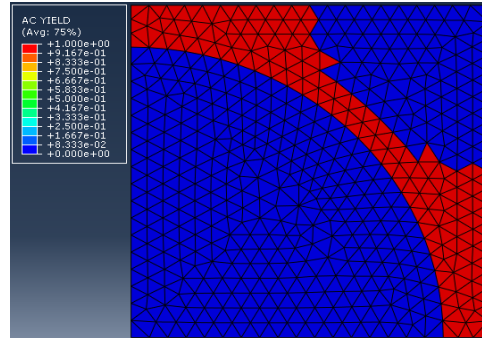 AC YIELD
(Avg: 75%)
+1.000e+00
+9.167e-01
+8.333e-01
+7.500e-01
+6.667e-01
+5.833e-01
+5.000e-01
+4.167e-01
+3.333e-01
+2.500e-01
+1.667e-01
+8.333e-02
+0.000e+00